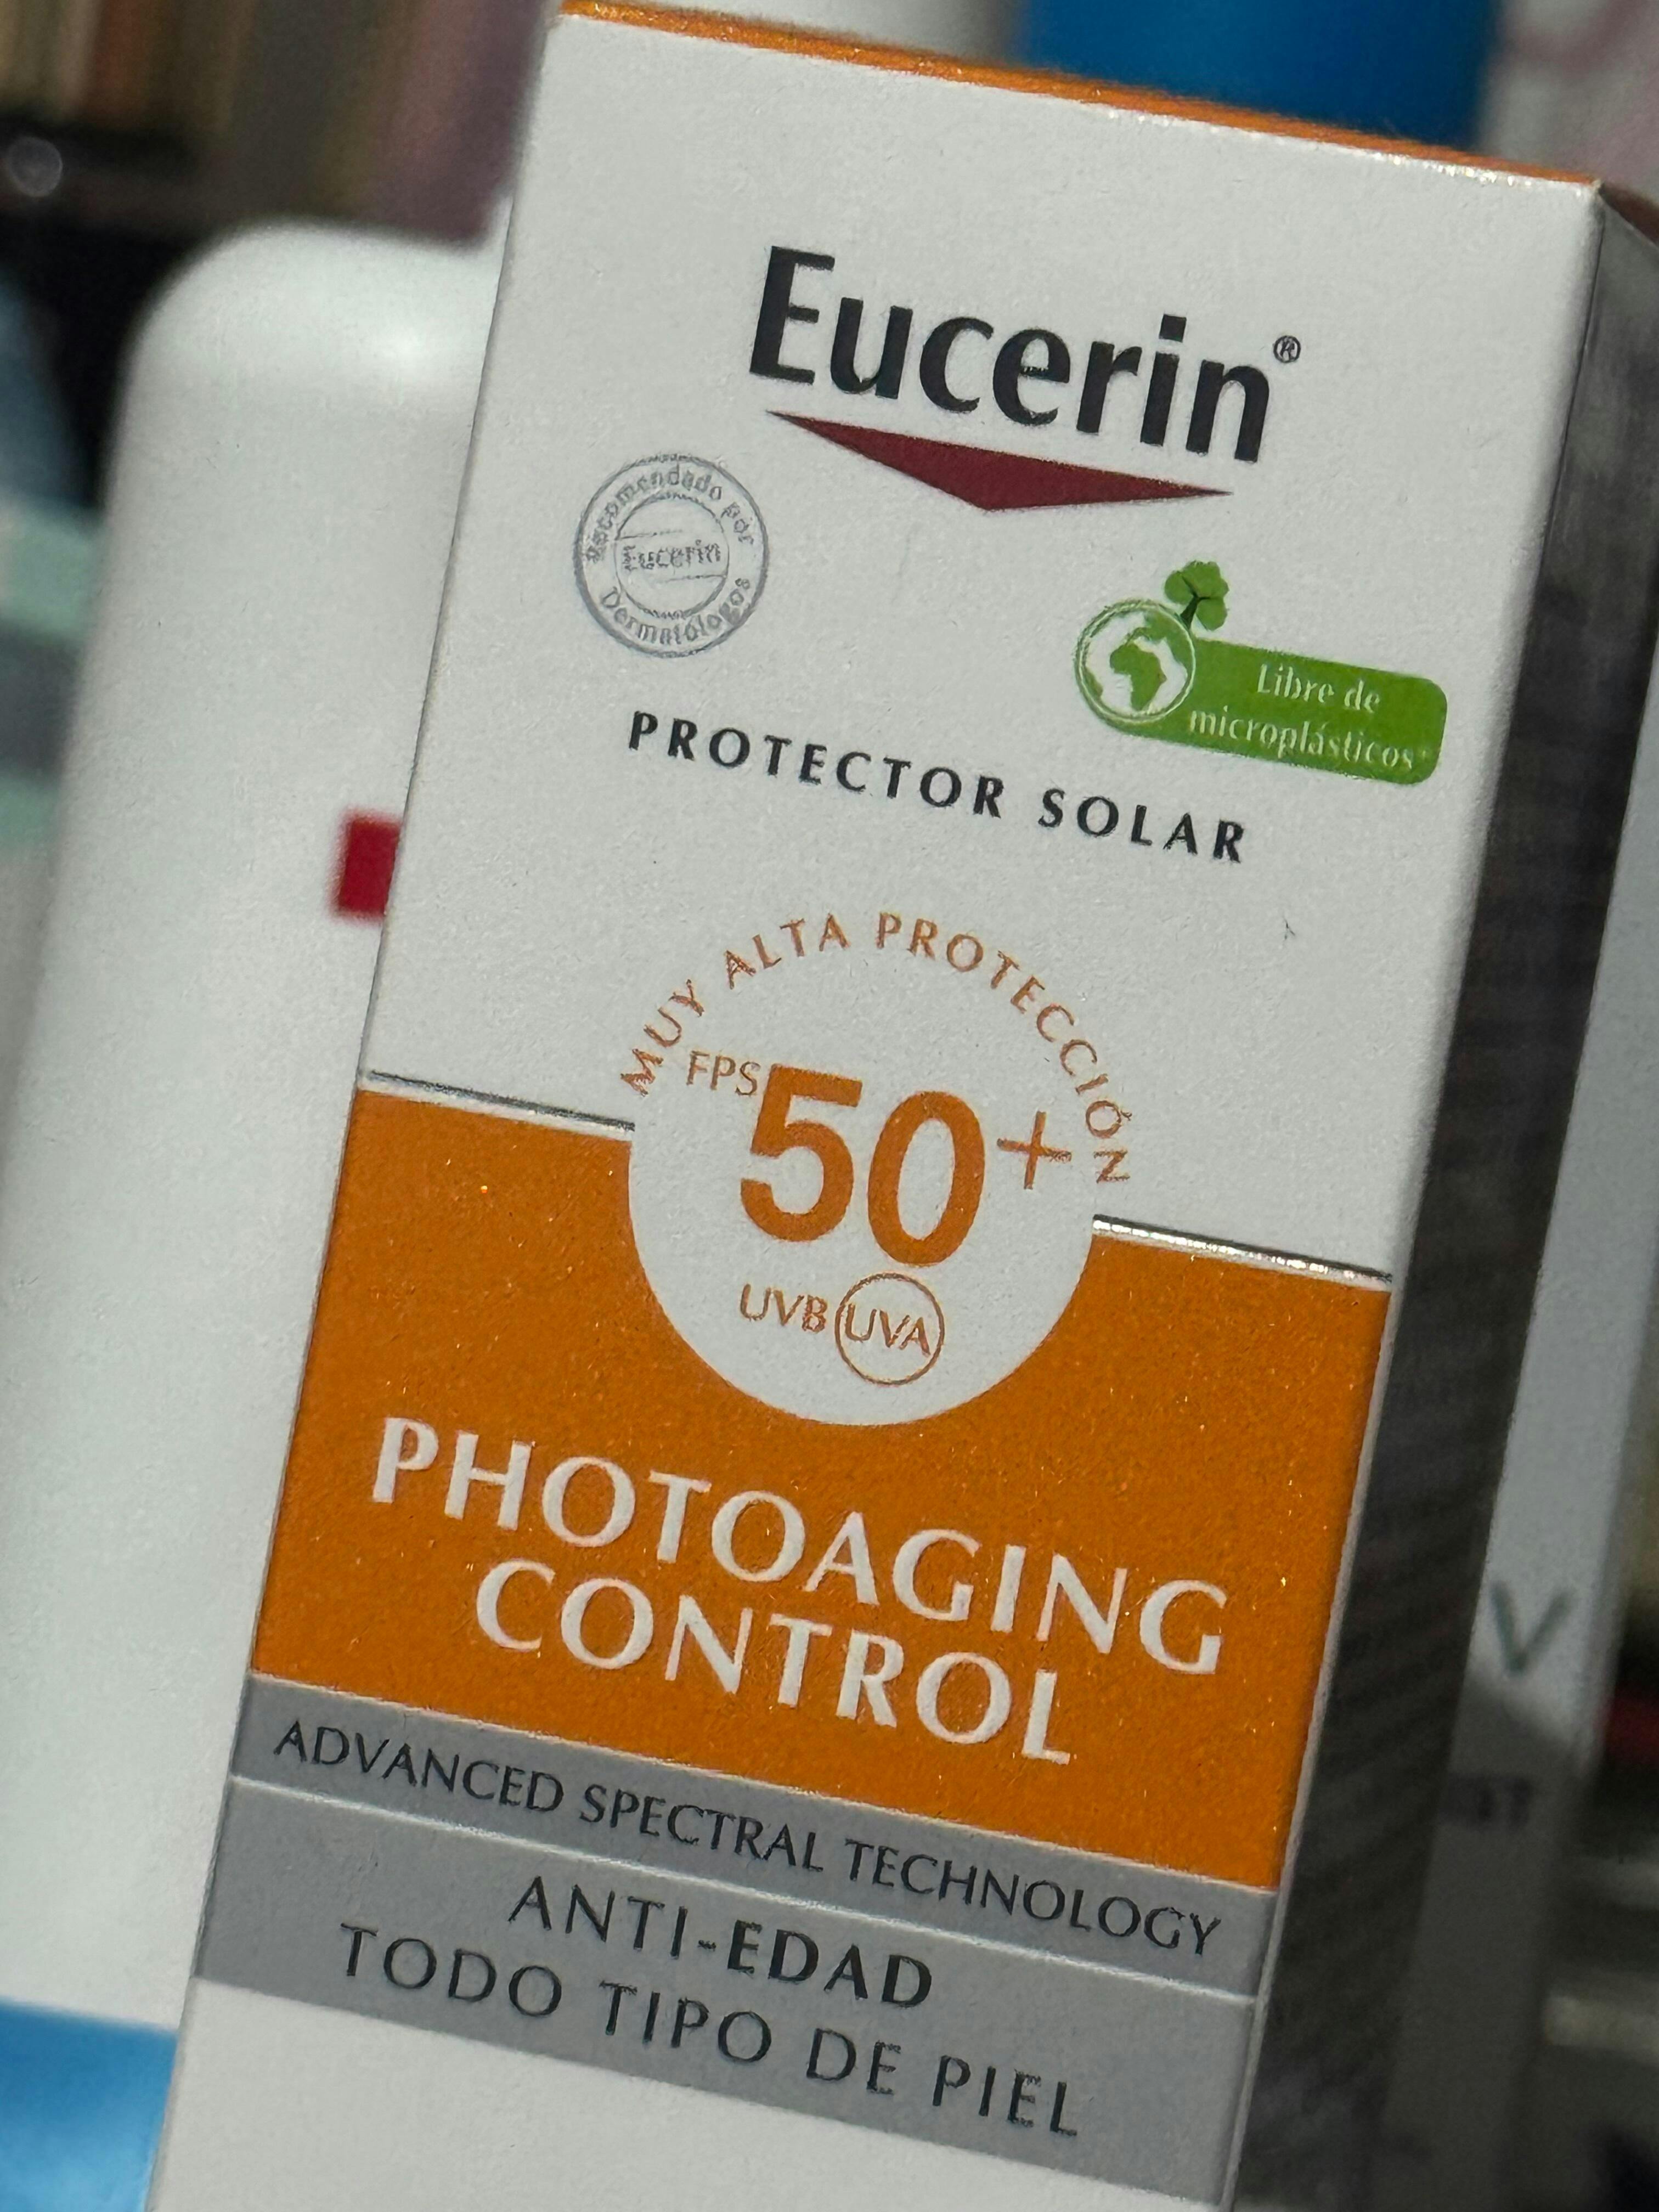 Eucerin®
Recomendado por
Eucerin
Dermatólogos
Libre de
microplásticos*
PROTECTOR SOLAR
MUY ALTA PROTECCIÓN
FPS 50+
UVB UVA
PHOTOAGING
CONTROL
ADVANCED SPECTRAL TECHNOLOGY
ANTI-EDAD
TODO TIPO DE PIEL
V